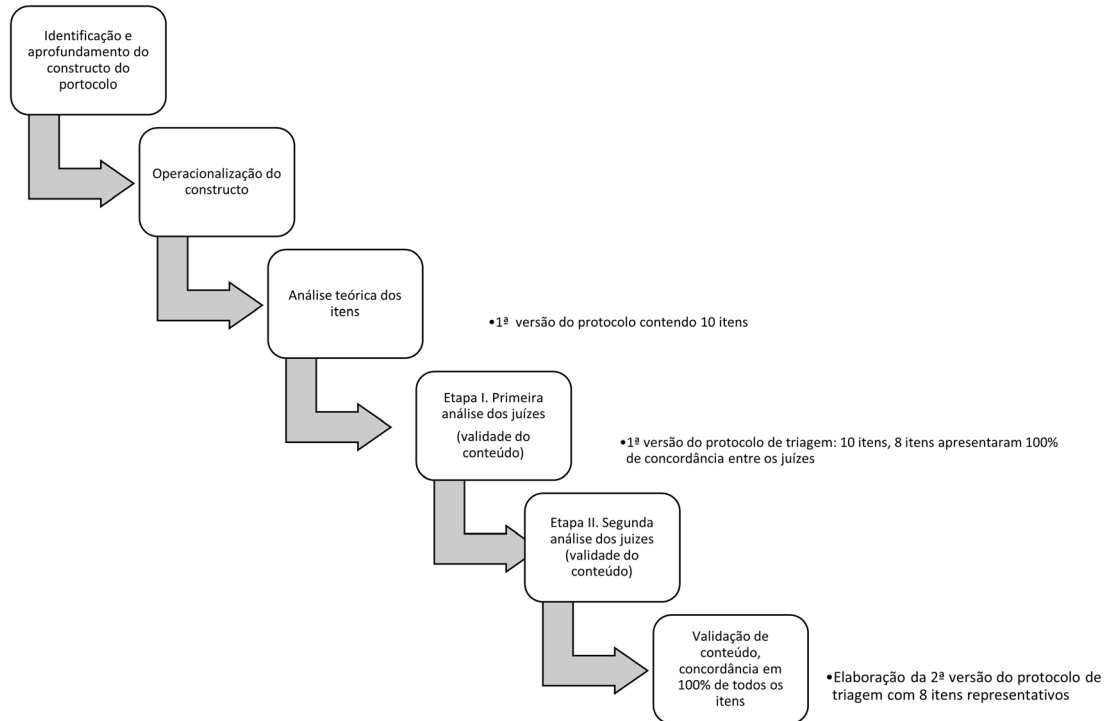 Identificação e
aprofundamento do
constructo do
portocolo
Operacionalização do
constructo
Análise teórica dos
itens
•1ª versão do protocolo contendo 10 itens
Etapa I. Primeira
análise dos juízes
(validade do
conteúdo)
•1ª versão do protocolo de triagem: 10 itens, 8 itens apresentaram 100%
de concordância entre os juízes
Etapa II. Segunda
análise dos juizes
(validade do
conteúdo)
Validação de
conteúdo,
concordância em
100% de todos os
itens
•Elaboração da 2ª versão do protocolo de
triagem com 8 itens representativos